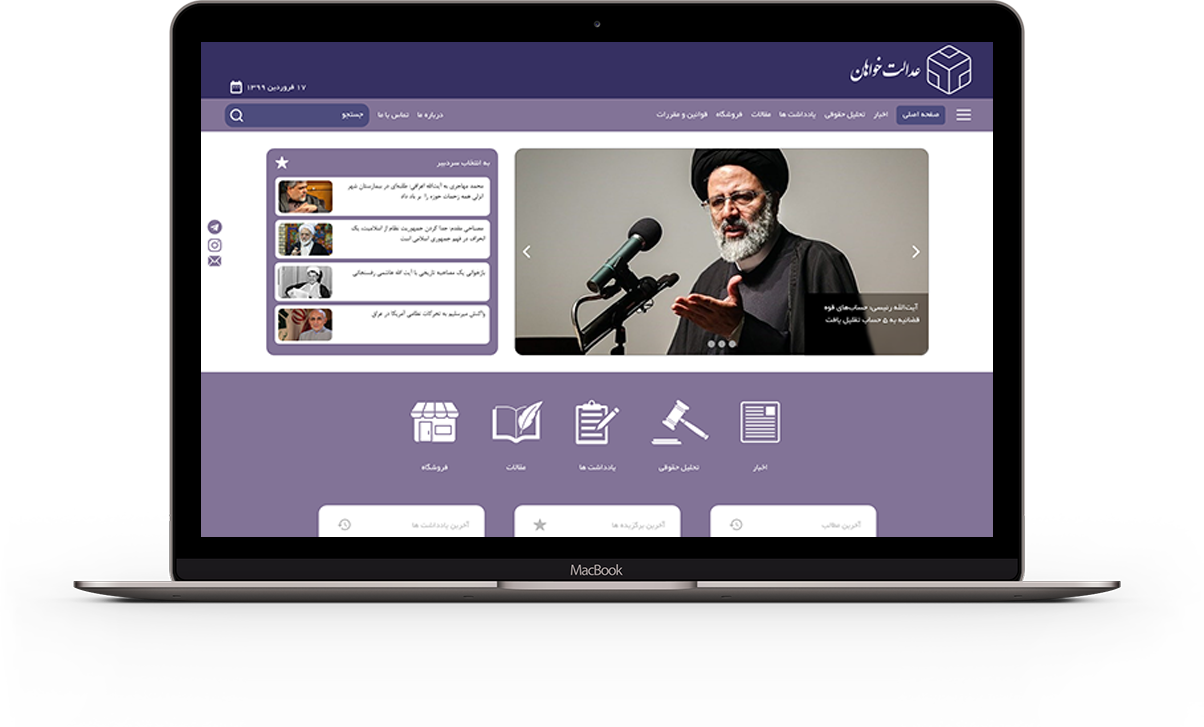 عدالت خواهان
۱۷ فروردین ۱۳۹۹
صفحه اصلی
اخبار
تحلیل حقوقی
یادداشت ها
مقالات
فروشگاه
قوانین و مقررات
درباره ما
تماس با ما
جستجو
آیت‌الله رئیسی: حساب‌های قوه
قضائیه به ۵ حساب تقلیل یافت
به انتخاب سردبیر
محمد مهاجری به آیت‌الله اعرافی: طلبه‌ای در بیمارستان شهر
انزلی همه زحمات حوزه را بر باد داد
مصباحی مقدم: جدا کردن جمهوریت نظام از اسلامیت، یک
انحراف در فهم جمهوری اسلامی است
بازخوانی یک مصاحبه تاریخی با آیت الله هاشمی رفسنجانی
واکنش میرسلیم به تحرکات نظامی آمریکا در عراق
اخبار
تحلیل حقوقی
یادداشت ها
مقالات
فروشگاه
آخرین مطالب
آخرین برگزیده ها
آخرین یادداشت ها
MacBook